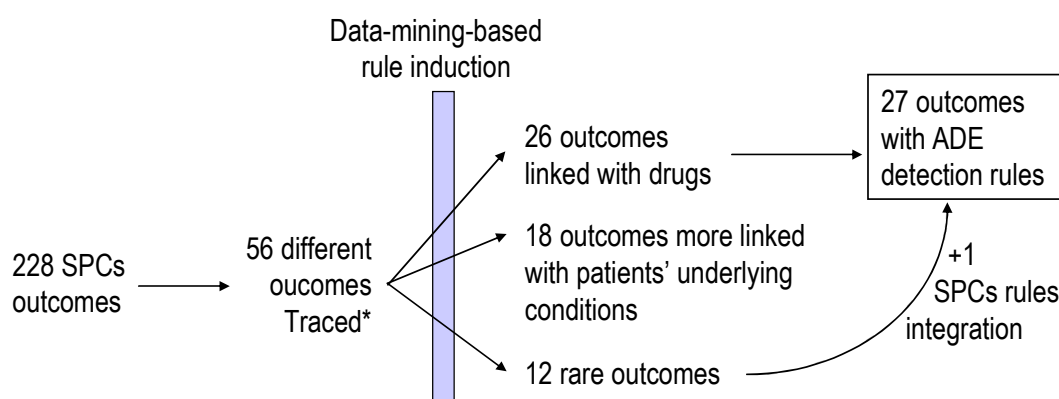 Data-mining-based
rule induction
228 SPCs
outcomes
56 different
oucomes
Traced*
26 outcomes
linked with drugs
18 outcomes more linked
with patients’ underlying
conditions
12 rare outcomes
27 outcomes
with ADE
detection rules
+1
SPCs rules
integration